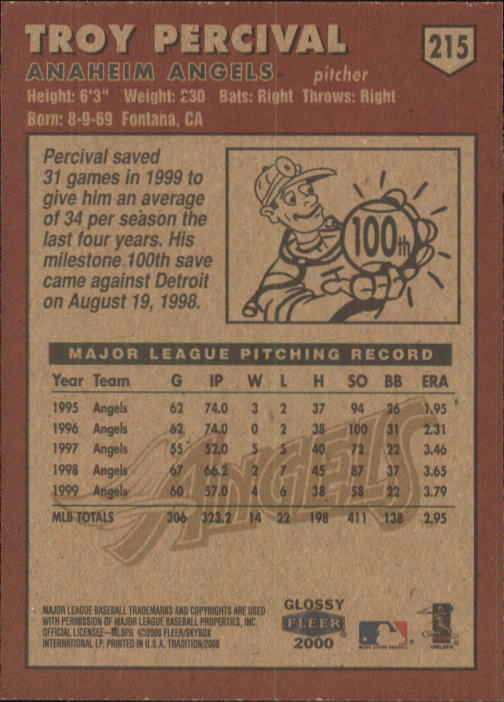 TROY PERCIVAL
215
ANAHEIM ANGELS pitcher
Height: 6'3" Weight: 230 Bats: Right Throws: Right
Born: 8-9-69 Fontana, CA
Percival saved
31 games in 1999 to
give him an average
of 34 per season the
last four years. His
milestone 100th save
came against Detroit
on August 19, 1998.
100th
MAJOR LEAGUE PITCHING RECORD
Year Team G IP W L H SO BB ERA
1995 Angels 62 74.0 3 2 37 94 26 1.95
1996 Angels 62 74.0 0 2 38 100 31 2.31
1997 Angels 55 52.0 5 5 40 72 22 3.46
1998 Angels 67 66.2 2 7 45 87 37 3.65
1999 Angels 60 57.0 4 6 38 58 22 3.79
MLB TOTALS 306 323.2 14 22 198 411 138 2.95
ANGELS
MAJOR LEAGUE BASEBALL TRADEMARKS AND COPYRIGHTS ARE USED
WITH PERMISSION OF MAJOR LEAGUE BASEBALL PROPERTIES, INC.
OFFICIAL LICENSEE—MLBPA ©2000 FLEER/SKYBOX
INTERNATIONAL LP, PRINTED IN U.S.A. TRADITION/2000
GLOSSY
FLEER
2000
MAJOR LEAGUE BASEBALL
©MLBPA